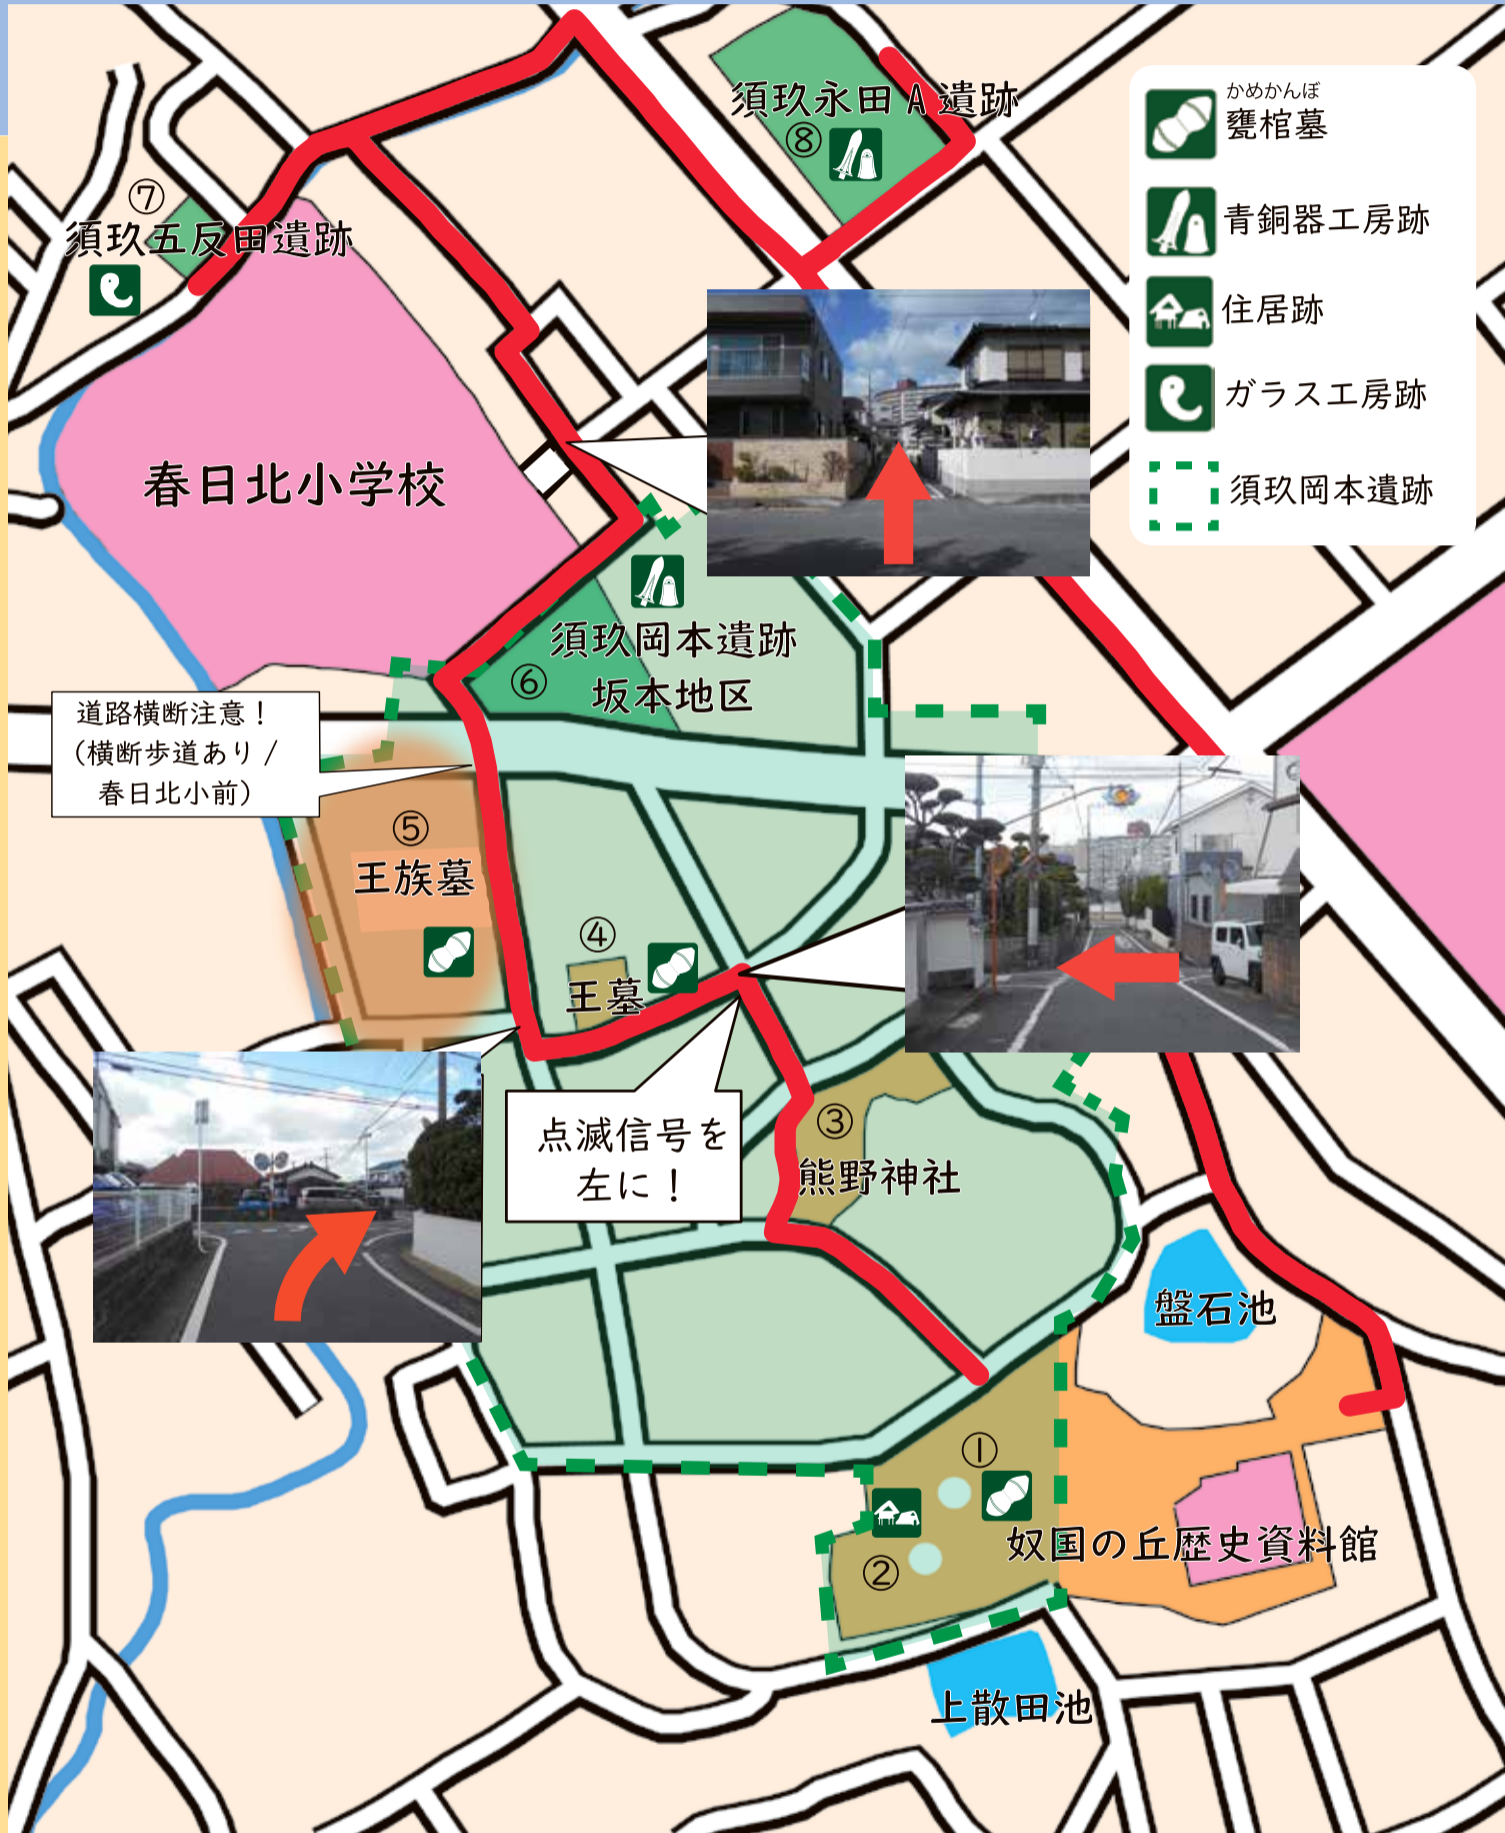 須玖永田A遺跡
⑧
⑦
須玖五反田遺跡
かめかんぼ
甕棺墓
青銅器工房跡
住居跡
ガラス工房跡
須玖岡本遺跡
春日北小学校
須玖岡本遺跡
⑥
坂本地区
道路横断注意！
（横断歩道あり /
春日北小前）
⑤
王族墓
④
王墓
点滅信号を
左に！
③
熊野神社
盤石池
①
奴国の丘歴史資料館
②
上散田池